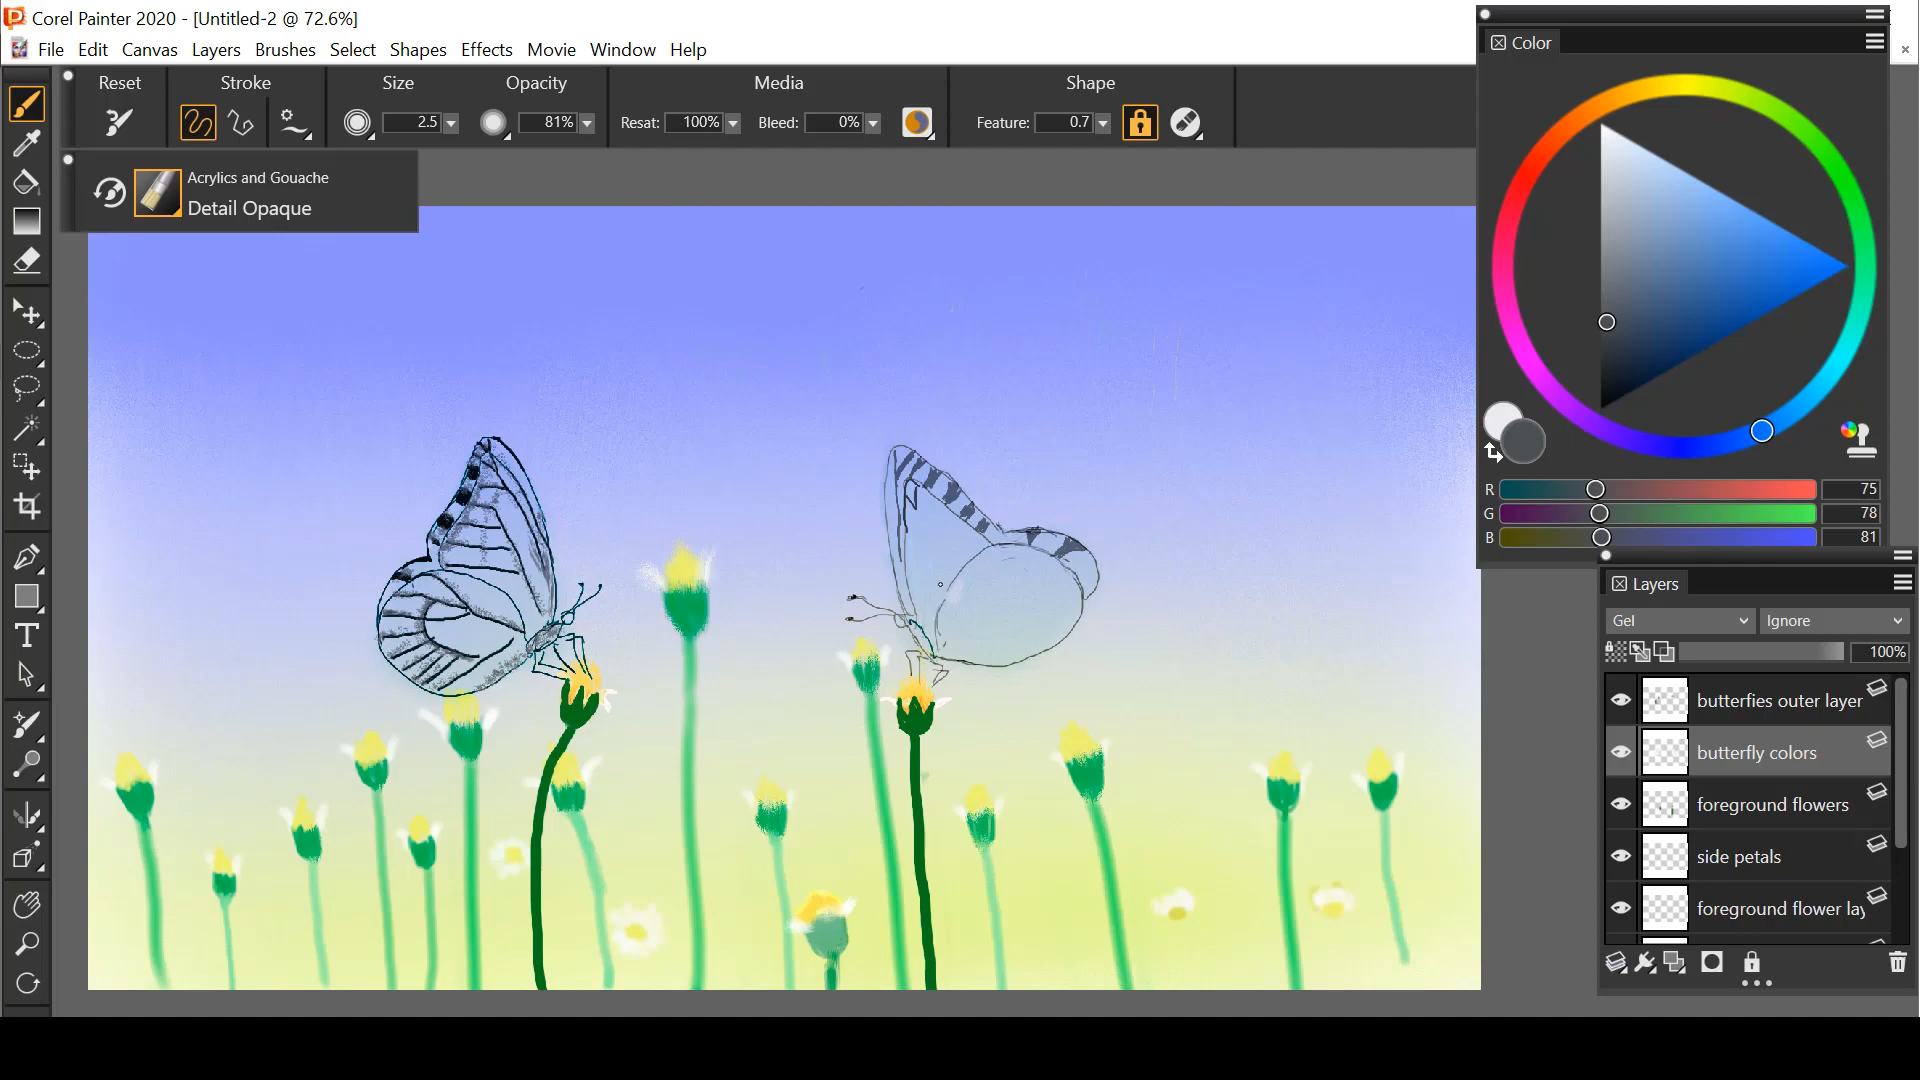 Corel Painter 2020 - [Untitled-2 @ 72.6%]
File Edit Canvas Layers Brushes Select Shapes Effects Movie Window Help
Reset Stroke Size Opacity Media Shape
2.5 81% Resat: 100% Bleed: 0% Feature: 0.7
Acrylics and Gouache
Detail Opaque
Color
R 75
G 78
B 81
Layers
Gel Ignore
100%
butterfies outer layer
butterfly colors
foreground flowers
side petals
foreground flower lay